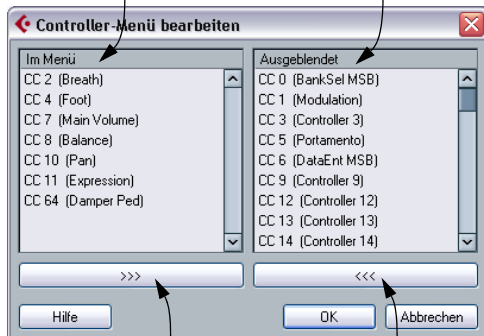 Controller-Menü bearbeiten
Im Menü
CC 2 (Breath)
CC 4 (Foot)
CC 7 (Main Volume)
CC 8 (Balance)
CC 10 (Pan)
CC 11 (Expression)
CC 64 (Damper Ped)
>>>
Ausgeblendet
CC 0 (BankSel MSB)
CC 1 (Modulation)
CC 3 (Controller 3)
CC 5 (Portamento)
CC 6 (DataEnt MSB)
CC 9 (Controller 9)
CC 12 (Controller 12)
CC 13 (Controller 13)
CC 14 (Controller 14)
<<<
Hilfe
OK
Abbrechen